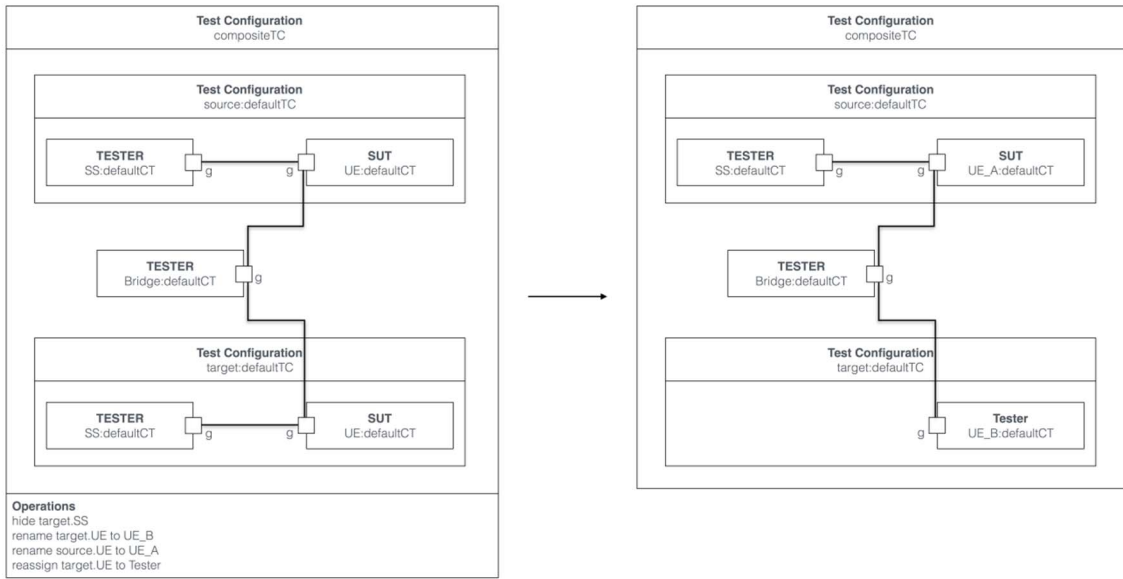 Test Configuration
compositeTC
Test Configuration
source:defaultTC
TESTER
SS:defaultCT
g
g
SUT
UE:defaultCT
TESTER
Bridge:defaultCT
g
Test Configuration
target:defaultTC
TESTER
SS:defaultCT
g
g
SUT
UE:defaultCT
Operations
hide target.SS
rename target.UE to UE_B
rename source.UE to UE_A
reassign target.UE to Tester
Test Configuration
compositeTC
Test Configuration
source:defaultTC
TESTER
SS:defaultCT
g
g
SUT
UE_A:defaultCT
TESTER
Bridge:defaultCT
g
Test Configuration
target:defaultTC
g
Tester
UE_B:defaultCT